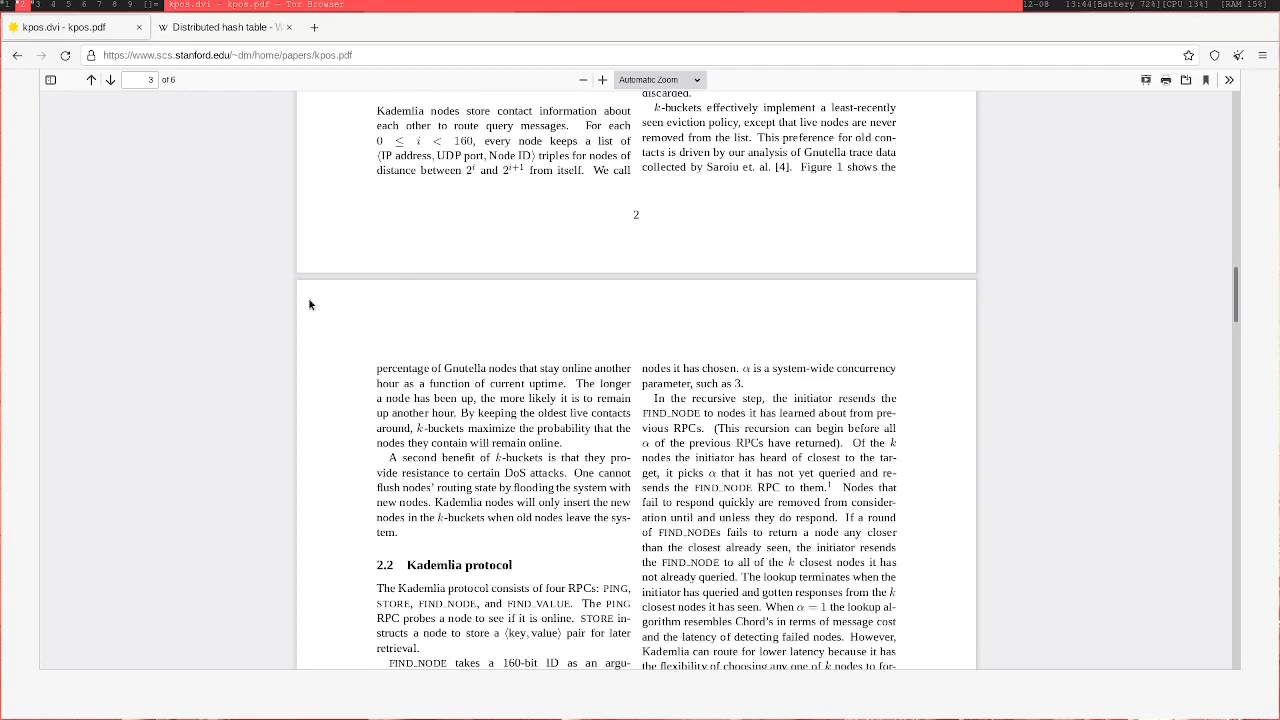 *1 *2 *3 4 5 6 7 8 9 []= kpos.dvi – kpos.pdf – Tor Browser 12-08 13:44[Battery 72%][CPU 13%] [RAM 15%]
kpos.dvi - kpos.pdf × W Distributed hash table - × +
https://www.scs.stanford.edu/~dm/home/papers/kpos.pdf
3 of 6 − + Automatic Zoom
Kademlia nodes store contact information about
each other to route query messages. For each
0 ≤ i < 160, every node keeps a list of
⟨IP address, UDP port, Node ID⟩ triples for nodes of
distance between 2^i and 2^{i+1} from itself. We call
discarded.
k-buckets effectively implement a least-recently
seen eviction policy, except that live nodes are never
removed from the list. This preference for old con-
tacts is driven by our analysis of Gnutella trace data
collected by Saroiu et. al. [4]. Figure 1 shows the
2
percentage of Gnutella nodes that stay online another
hour as a function of current uptime. The longer
a node has been up, the more likely it is to remain
up another hour. By keeping the oldest live contacts
around, k-buckets maximize the probability that the
nodes they contain will remain online.
A second benefit of k-buckets is that they pro-
vide resistance to certain DoS attacks. One cannot
flush nodes' routing state by flooding the system with
new nodes. Kademlia nodes will only insert the new
nodes in the k-buckets when old nodes leave the sys-
tem.
2.2 Kademlia protocol
The Kademlia protocol consists of four RPCs: PING,
STORE, FIND_NODE, and FIND_VALUE. The PING
RPC probes a node to see if it is online. STORE in-
structs a node to store a ⟨key, value⟩ pair for later
retrieval.
FIND_NODE takes a 160-bit ID as an argu-
nodes it has chosen. α is a system-wide concurrency
parameter, such as 3.
In the recursive step, the initiator resends the
FIND_NODE to nodes it has learned about from pre-
vious RPCs. (This recursion can begin before all
α of the previous RPCs have returned). Of the k
nodes the initiator has heard of closest to the tar-
get, it picks α that it has not yet queried and re-
sends the FIND_NODE RPC to them.¹ Nodes that
fail to respond quickly are removed from consider-
ation until and unless they do respond. If a round
of FIND_NODEs fails to return a node any closer
than the closest already seen, the initiator resends
the FIND_NODE to all of the k closest nodes it has
not already queried. The lookup terminates when the
initiator has queried and gotten responses from the k
closest nodes it has seen. When α = 1 the lookup al-
gorithm resembles Chord's in terms of message cost
and the latency of detecting failed nodes. However,
Kademlia can route for lower latency because it has
the flexibility of choosing any one of k nodes to for-